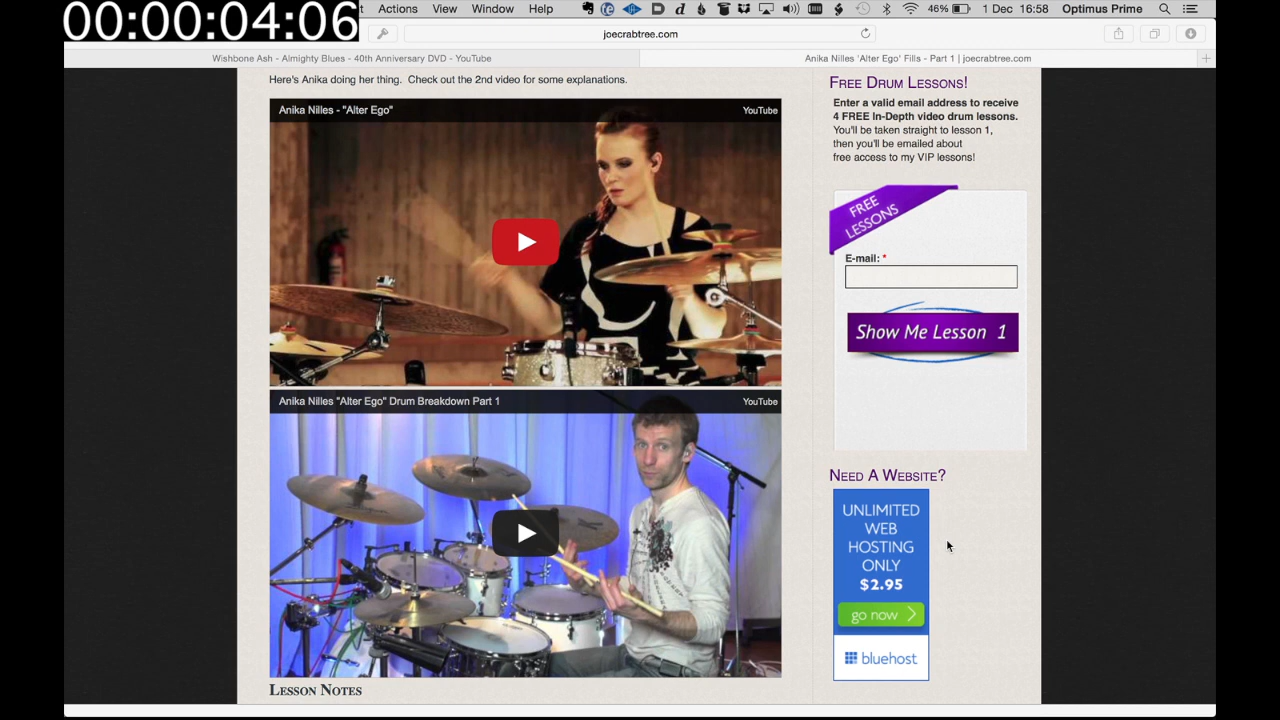 00:00:04:06
Actions View Window Help 46% 1 Dec 16:58 Optimus Prime
joecrabtree.com
Wishbone Ash - Almighty Blues - 40th Anniversary DVD - YouTube
Anika Nilles 'Alter Ego' Fills - Part 1 | joecrabtree.com
Here's Anika doing her thing. Check out the 2nd video for some explanations.
Anika Nilles - "Alter Ego"
YouTube
Anika Nilles "Alter Ego" Drum Breakdown Part 1
YouTube
LESSON NOTES
FREE DRUM LESSONS!
Enter a valid email address to receive
4 FREE In-Depth video drum lessons.
You'll be taken straight to lesson 1,
then you'll be emailed about
free access to my VIP lessons!
FREE
LESSONS
E-mail: *
Show Me Lesson 1
NEED A WEBSITE?
UNLIMITED
WEB
HOSTING
ONLY
$2.95
go now
bluehost